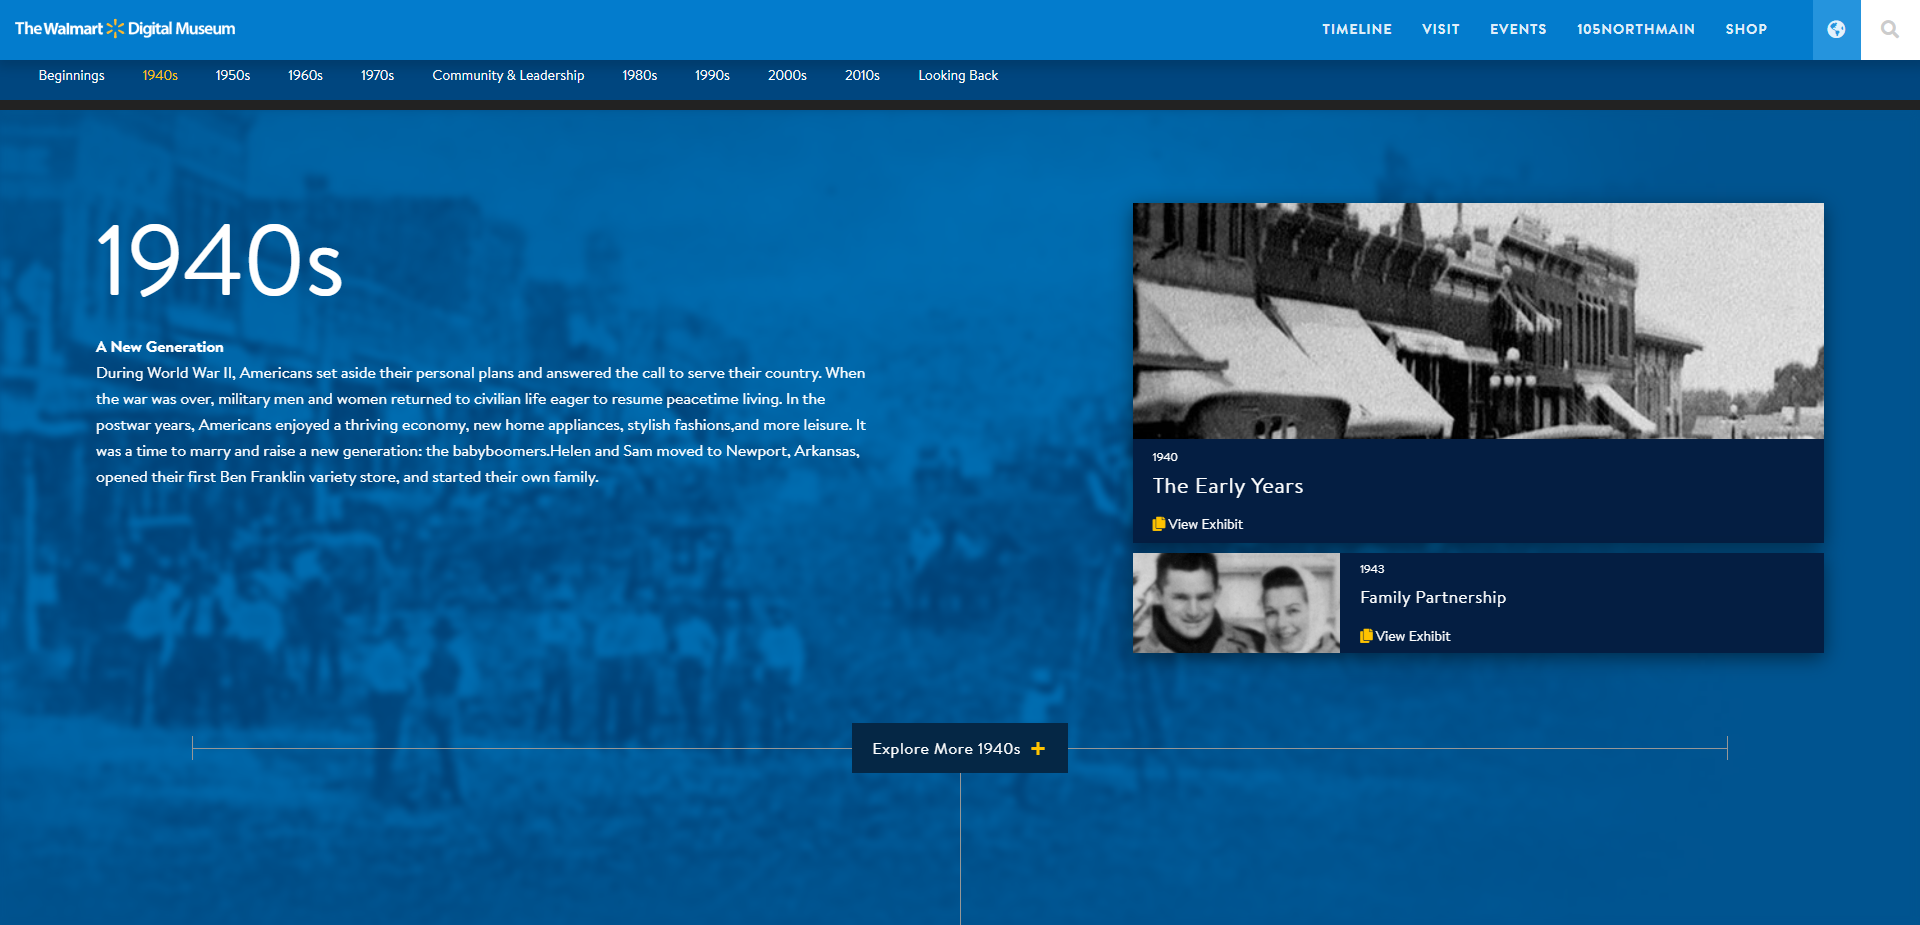 The Walmart Digital Museum
TIMELINE VISIT EVENTS 105NORTHMAIN SHOP
Beginnings 1940s 1950s 1960s 1970s Community & Leadership 1980s 1990s 2000s 2010s Looking Back
1940s
A New Generation
During World War II, Americans set aside their personal plans and answered the call to serve their country. When
the war was over, military men and women returned to civilian life eager to resume peacetime living. In the
postwar years, Americans enjoyed a thriving economy, new home appliances, stylish fashions,and more leisure. It
was a time to marry and raise a new generation: the babyboomers.Helen and Sam moved to Newport, Arkansas,
opened their first Ben Franklin variety store, and started their own family.
1940
The Early Years
View Exhibit
1943
Family Partnership
View Exhibit
Explore More 1940s +